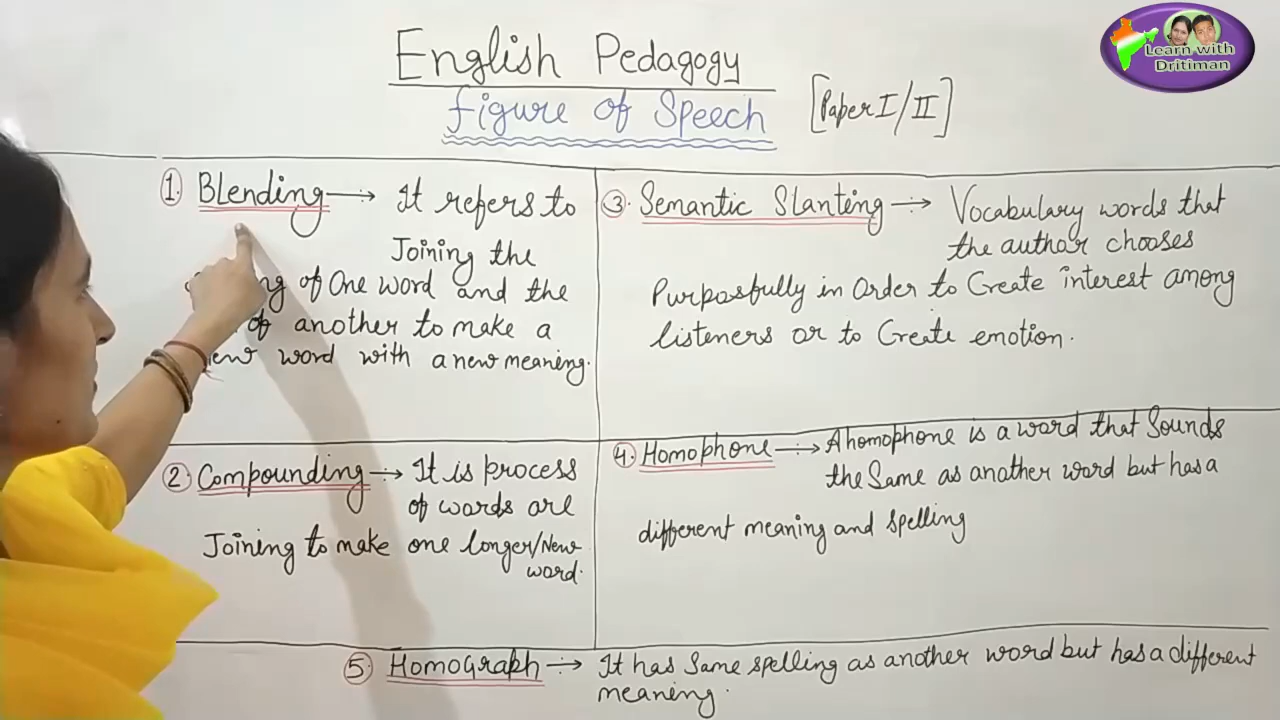 English Pedagogy
Figure of Speech [Paper I/II]
Learn with
Dritiman
1. Blending → It refers to
Joining the
of One word and the
of another to make a
word with a new meaning.
2. Compounding → It is process
of words are
Joining to make one longer/New
word.
3. Semantic Slanting → Vocabulary words that
the author chooses
Purposfully in Order to Create interest among
listeners or to Create emotion.
4. Homophone → A homophone is a word that Sounds
the Same as another word but has a
different meaning and spelling
5. HomoGraph → It has Same spelling as another word but has a different
meaning.